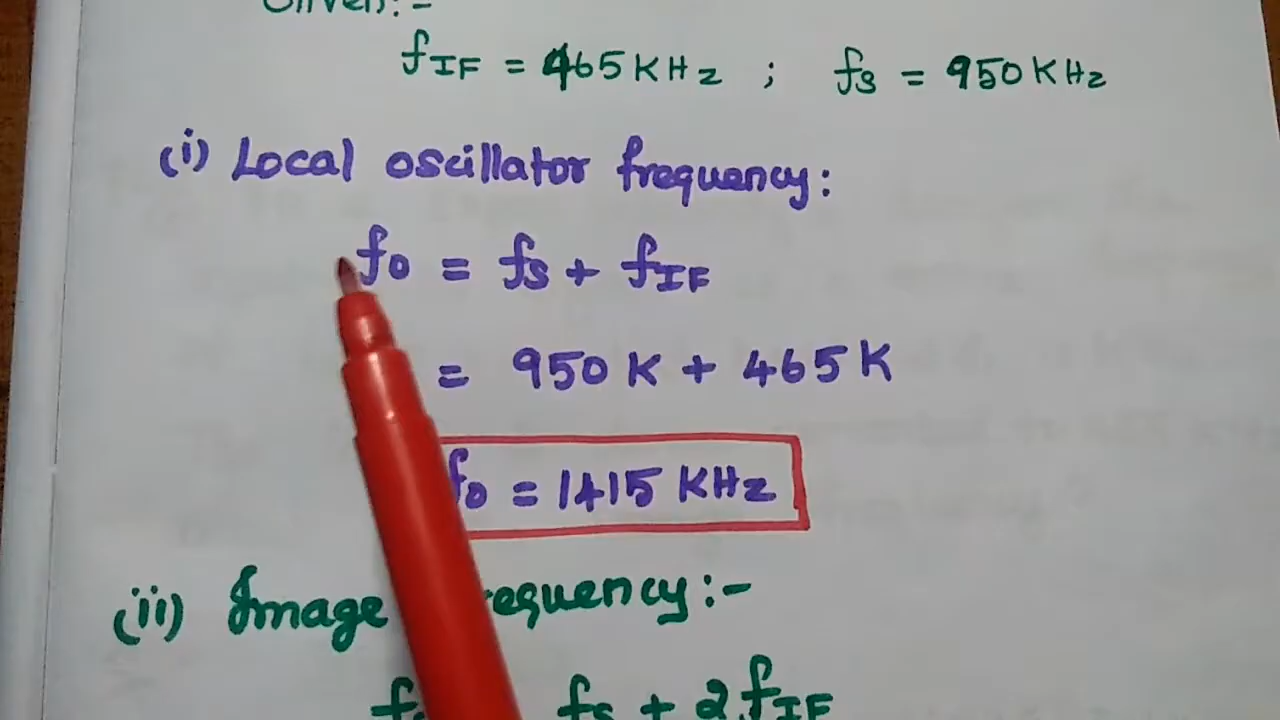 Given:-
fIF = 465 KHz ; fs = 950 KHz
(i) Local oscillator frequency:
fo = fs + fIF
= 950 K + 465 K
fo = 1415 KHz
(ii) Image frequency:-
fs + 2fIF